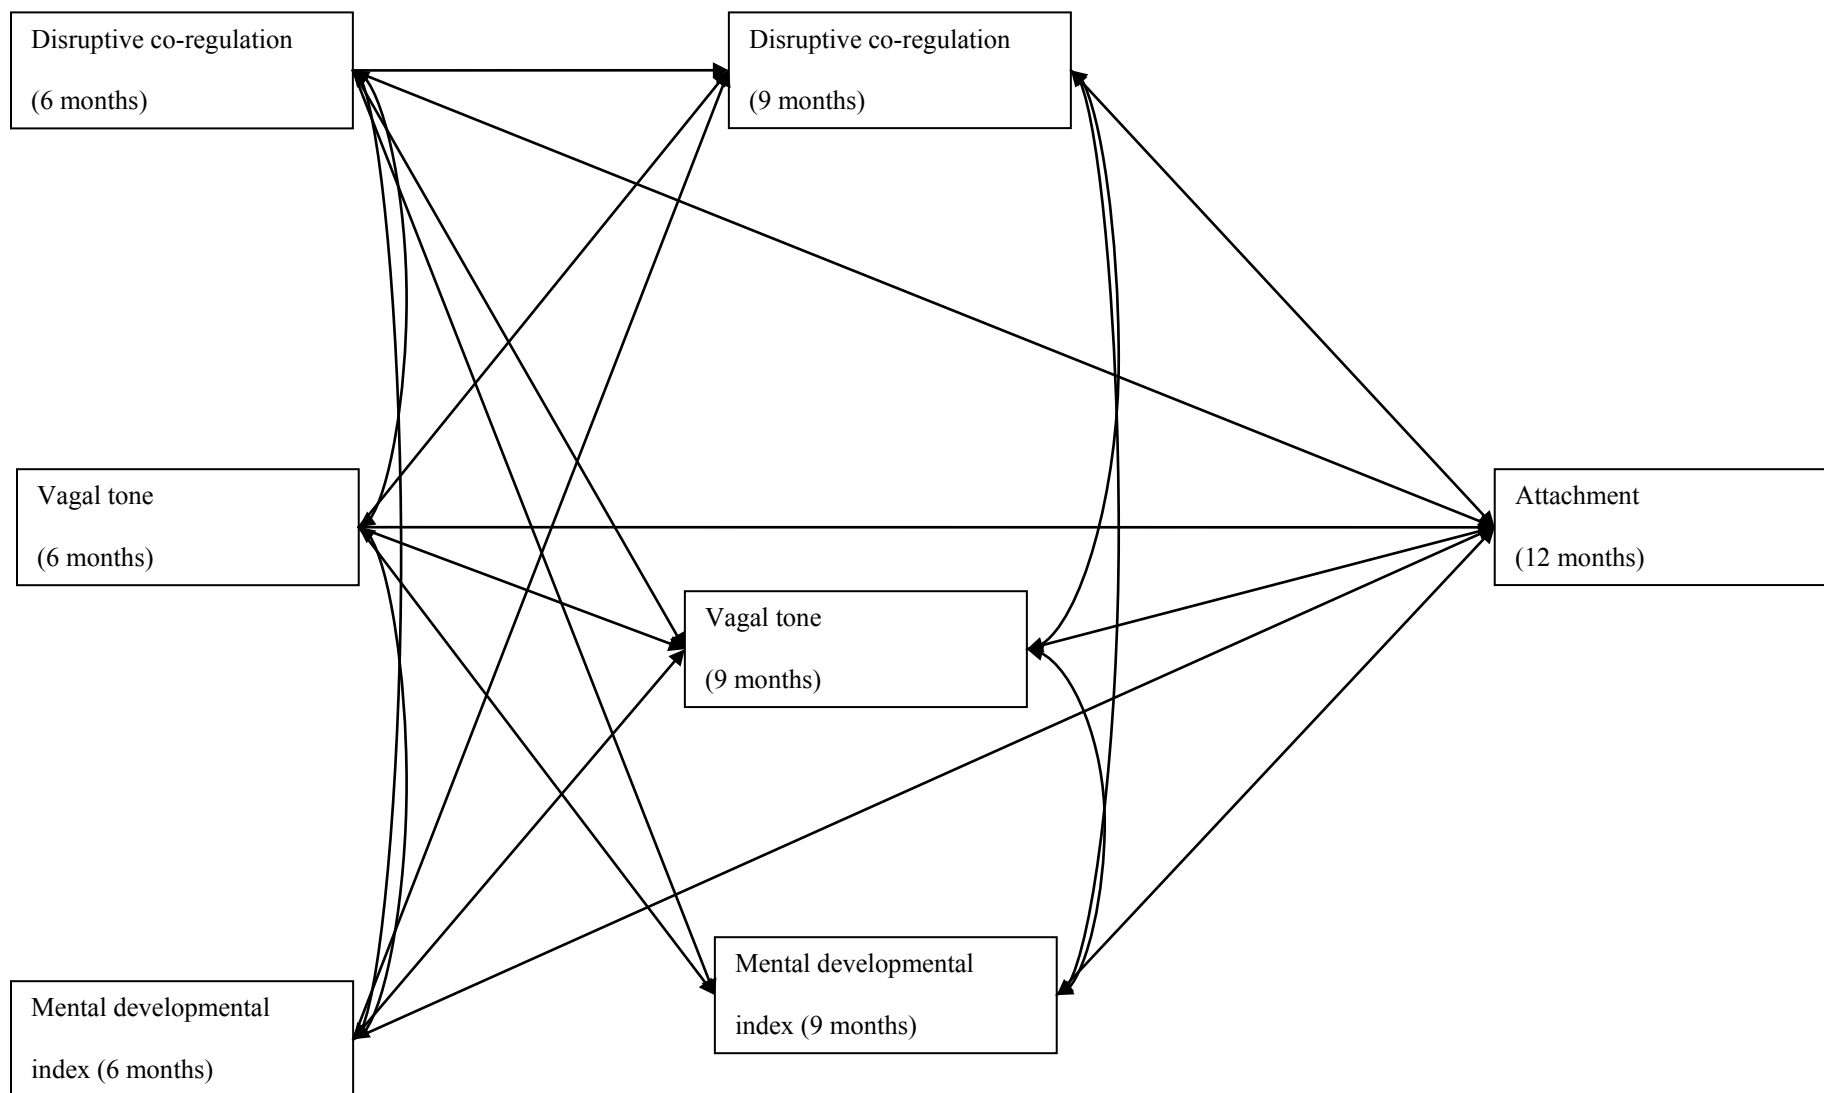 Disruptive co-regulation
(6 months)
Disruptive co-regulation
(9 months)
Vagal tone
(6 months)
Attachment
(12 months)
Vagal tone
(9 months)
Mental developmental
index (9 months)
Mental developmental
index (6 months)